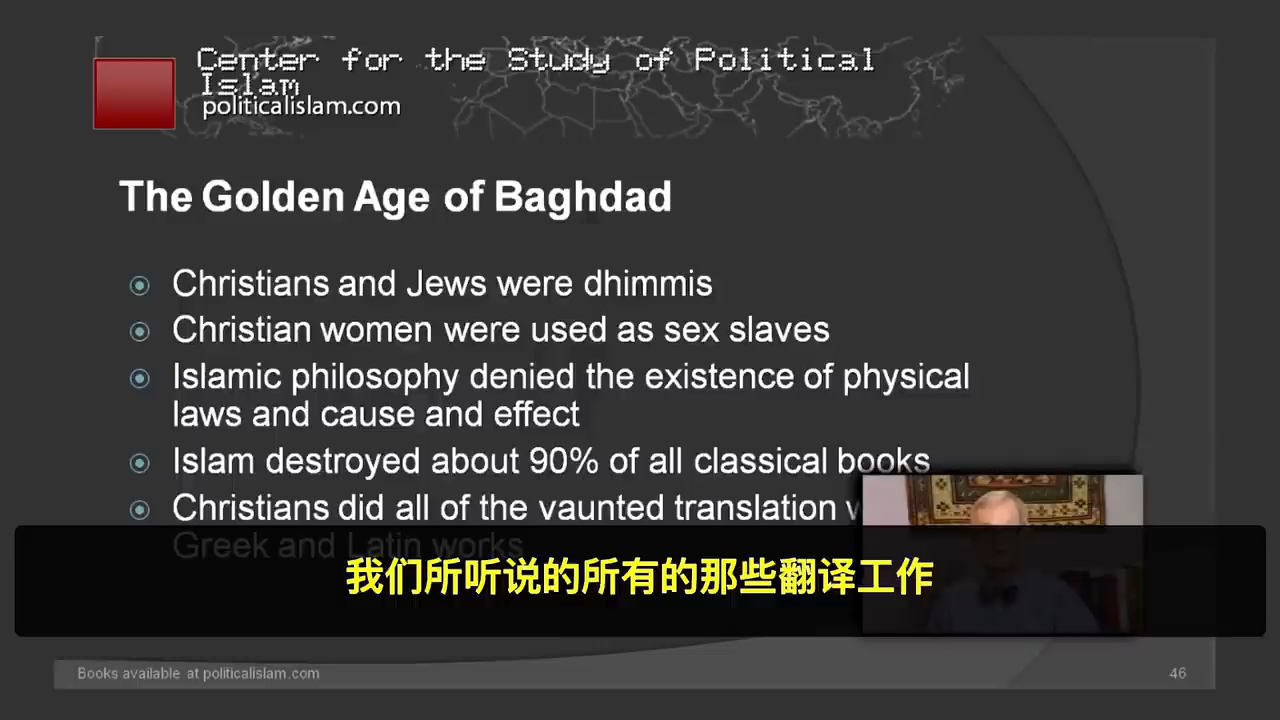 Center for the Study of Political
Islam
politicalislam.com
The Golden Age of Baghdad
Christians and Jews were dhimmis
Christian women were used as sex slaves
Islamic philosophy denied the existence of physical
laws and cause and effect
Islam destroyed about 90% of all classical books
Christians did all of the vaunted translation
Greek and Latin works
我们所听说的所有的那些翻译工作
Books available at politicalislam.com
46